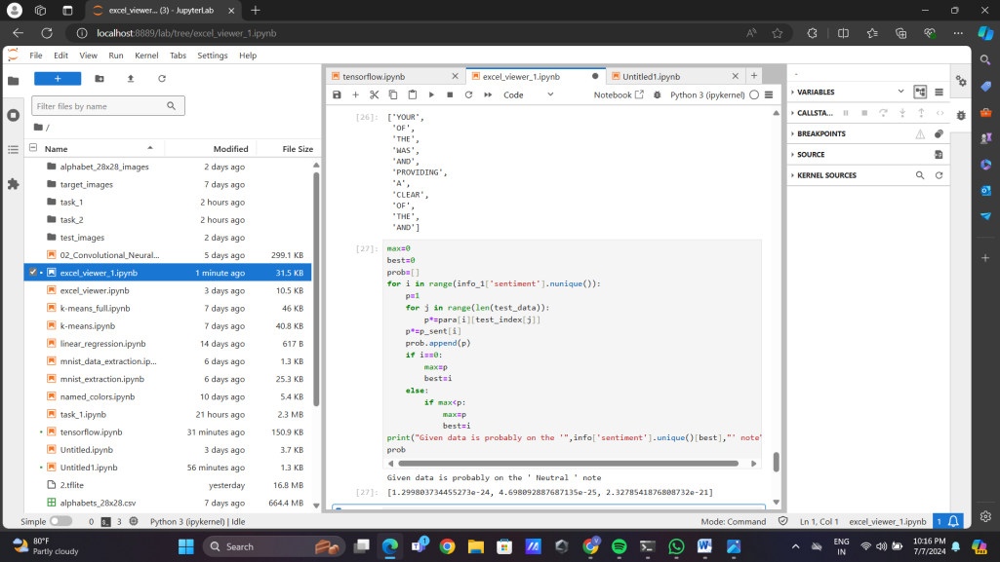 excel_viewer... (3) - JupyterLab
localhost:8889/lab/tree/excel_viewer_1.ipynb
File Edit View Run Kernel Tabs Settings Help
Filter files by name
/
Name Modified File Size
alphabet_28x28_images 2 days ago
target_images 7 days ago
task_1 2 hours ago
task_2 2 hours ago
test_images 2 days ago
02_Convolutional_Neural... 5 days ago 299.1 KB
excel_viewer_1.ipynb 1 minute ago 31.5 KB
excel_viewer.ipynb 3 days ago 10.5 KB
k-means_full.ipynb 7 days ago 46 KB
k-means.ipynb 7 days ago 40.8 KB
linear_regression.ipynb 14 days ago 617 B
mnist_data_extraction.ip... 6 days ago 1.3 KB
mnist_extraction.ipynb 6 days ago 25.3 KB
named_colors.ipynb 10 days ago 5.4 KB
task_1.ipynb 21 hours ago 2.3 MB
tensorflow.ipynb 31 minutes ago 150.9 KB
Untitled.ipynb 3 days ago 3.7 KB
Untitled1.ipynb 56 minutes ago 1.3 KB
2.tflite yesterday 16.8 MB
alphabets_28x28.csv 7 days ago 664.4 MB
tensorflow.ipynb excel_viewer_1.ipynb Untitled1.ipynb
Code Notebook Python 3 (ipykernel)
[26]: ['YOUR',
'OF',
'THE',
'WAS',
'AND',
'PROVIDING',
'A',
'CLEAR',
'OF',
'THE',
'AND']
[27]: max=0
best=0
prob=[]
for i in range(info_1['sentiment'].nunique()):
p=1
for j in range(len(test_data)):
p*=para[i][test_index[j]]
p*=p_sent[i]
prob.append(p)
if i==0:
max=p
best=i
else:
if max<p:
max=p
best=i
print("Given data is probably on the '",info['sentiment'].unique()[best],"' note"
prob
Given data is probably on the ' Neutral ' note
[27]: [1.299803734455273e-24, 4.698092887687135e-25, 2.3278541876808732e-21]
VARIABLES
CALLSTA...
BREAKPOINTS
SOURCE
KERNEL SOURCES
Simple 0 3 Python 3 (ipykernel) | Idle Mode: Command Ln 1, Col 1 excel_viewer_1.ipynb 1
80°F
Partly cloudy
Search
ENG
IN
10:16 PM
7/7/2024